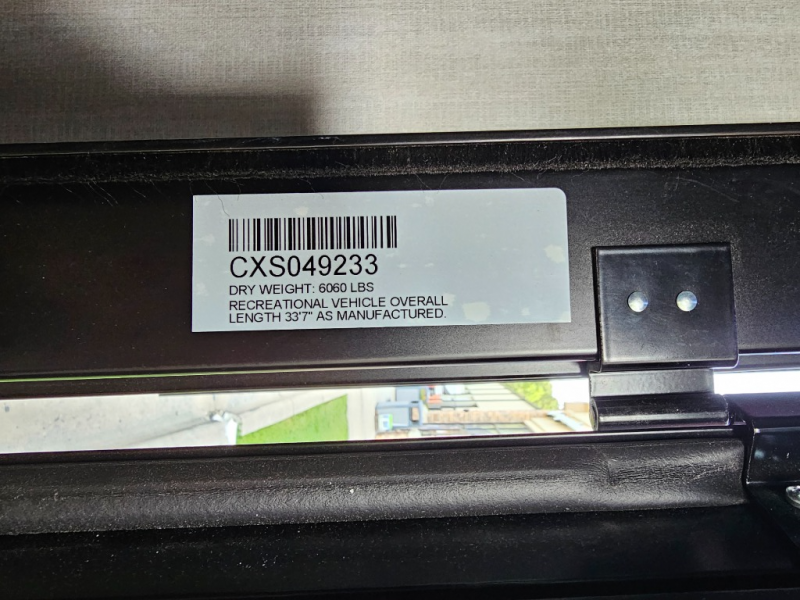 CXS049233
DRY WEIGHT: 6060 LBS
RECREATIONAL VEHICLE OVERALL
LENGTH 33'7" AS MANUFACTURED.